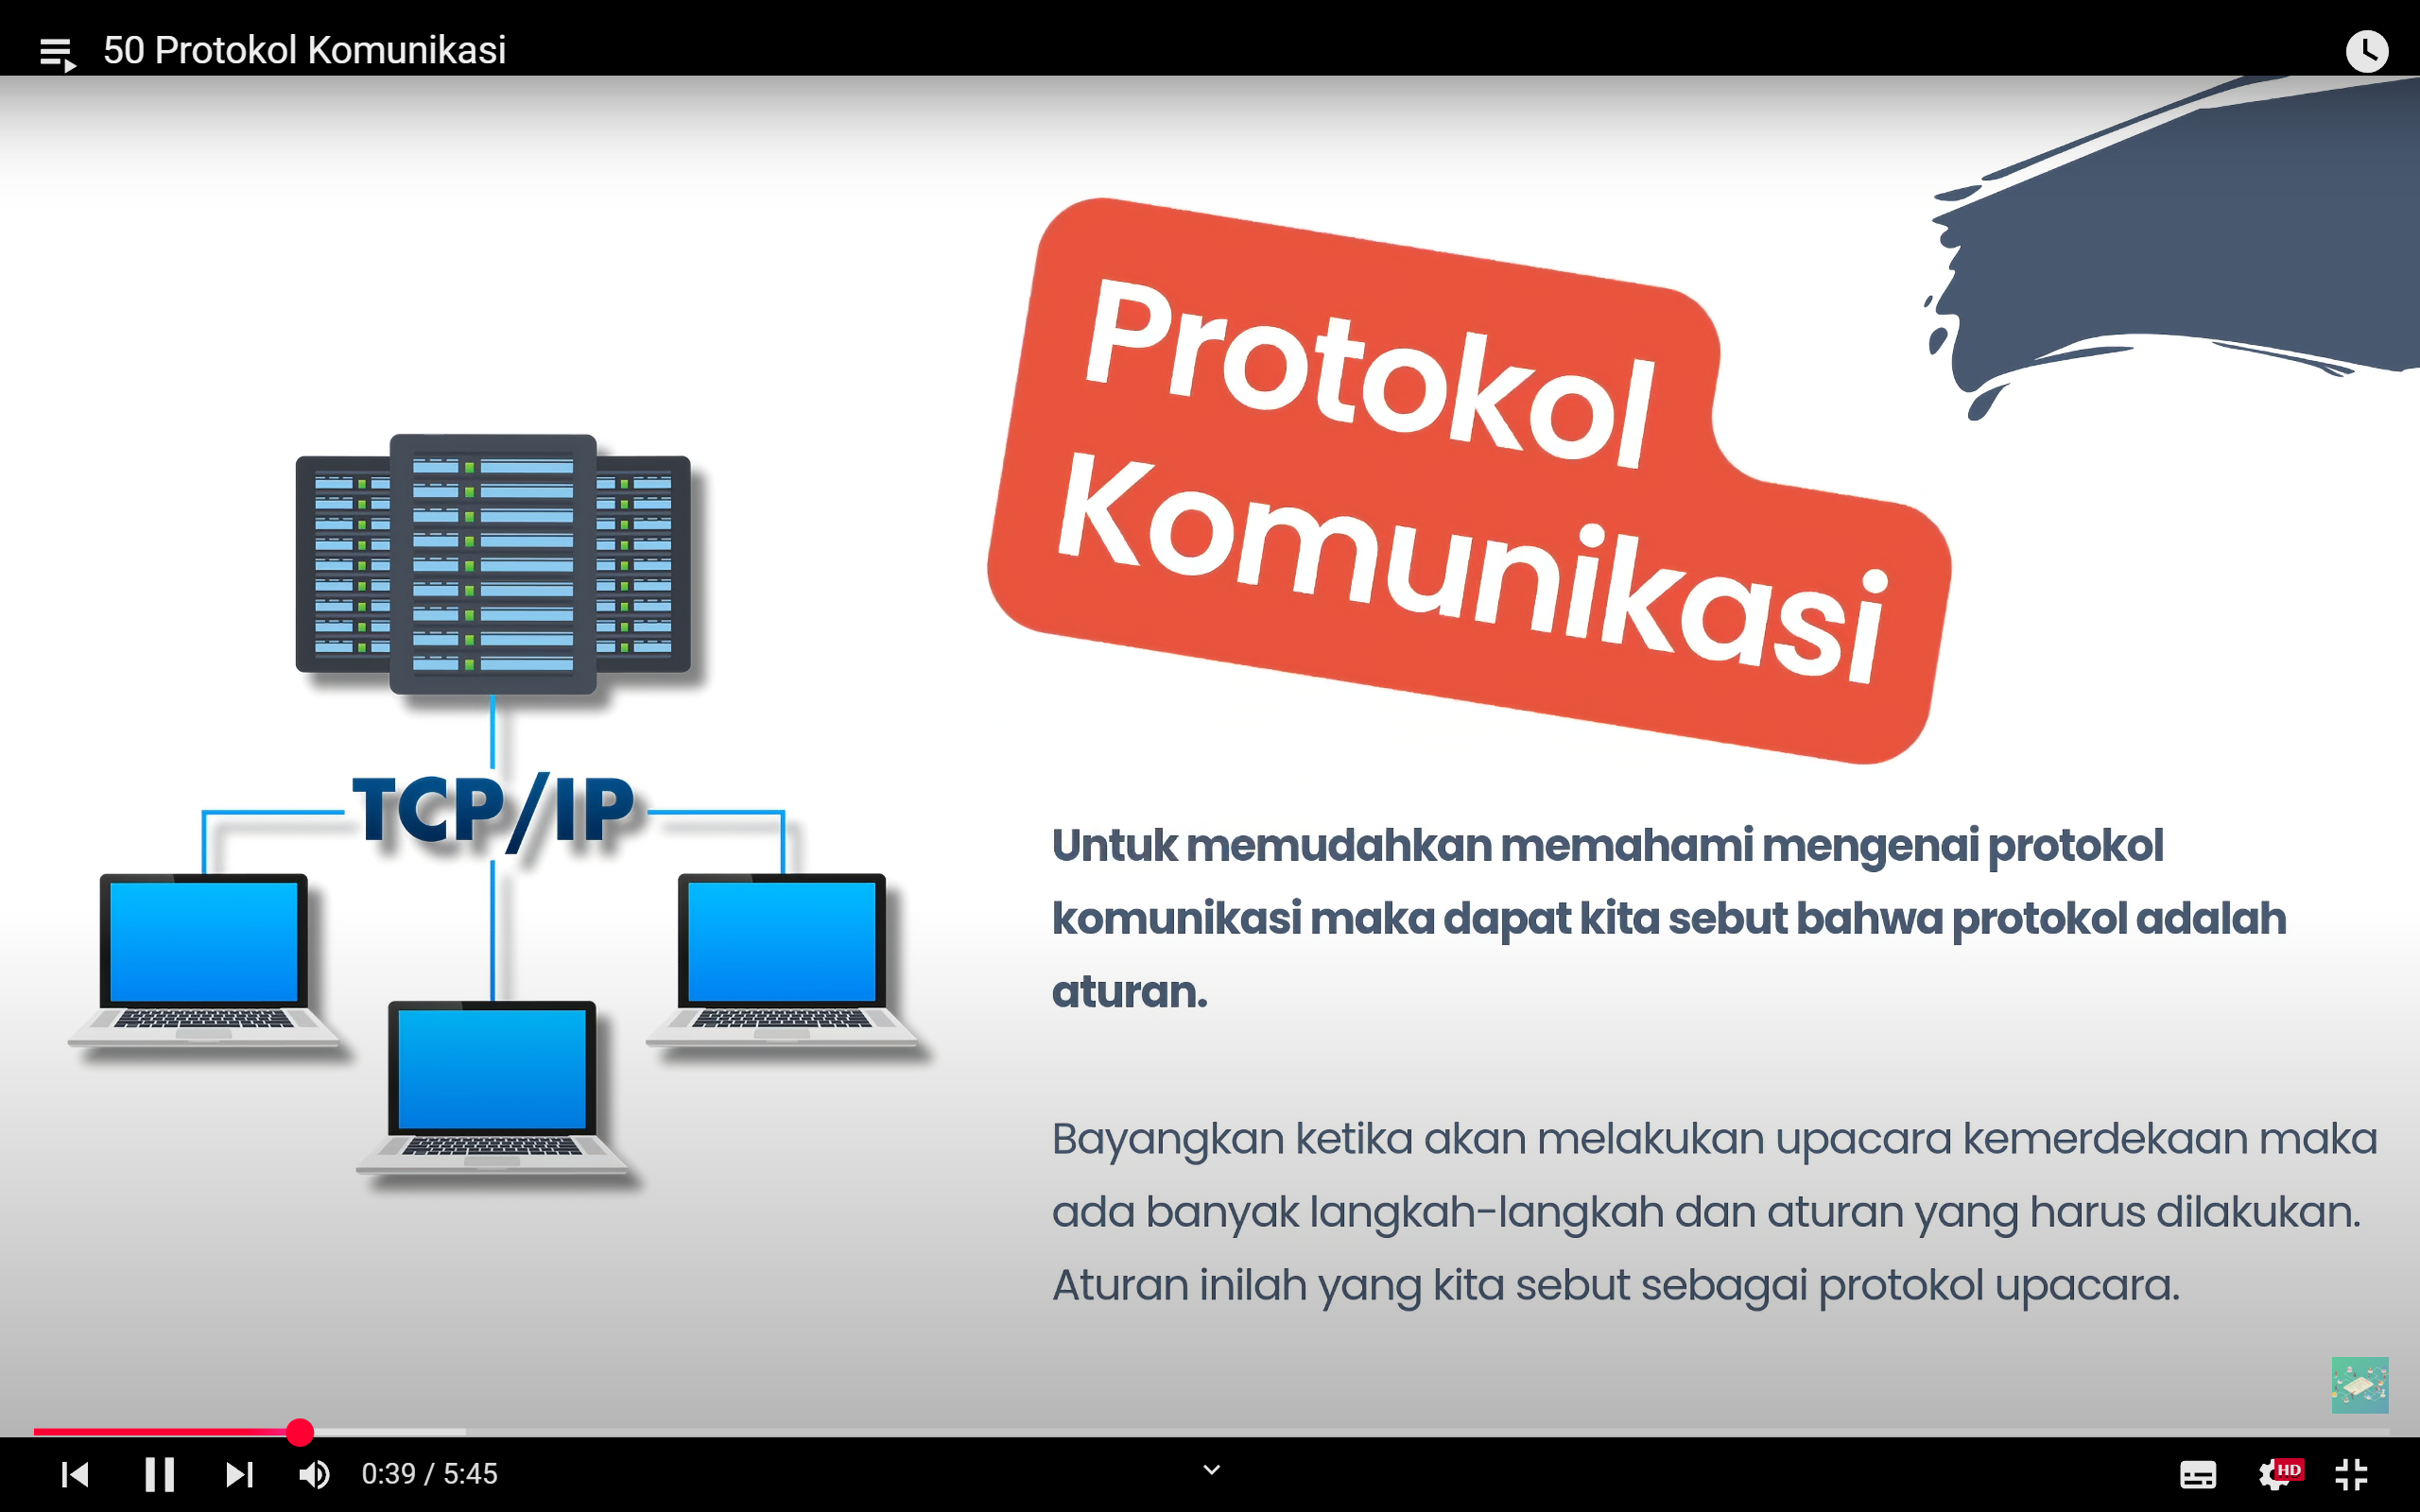 50 Protokol Komunikasi
Protokol
Komunikasi
TCP/IP
Untuk memudahkan memahami mengenai protokol
komunikasi maka dapat kita sebut bahwa protokol adalah
aturan.
Bayangkan ketika akan melakukan upacara kemerdekaan maka
ada banyak langkah-langkah dan aturan yang harus dilakukan.
Aturan inilah yang kita sebut sebagai protokol upacara.
0:39 / 5:45
HD